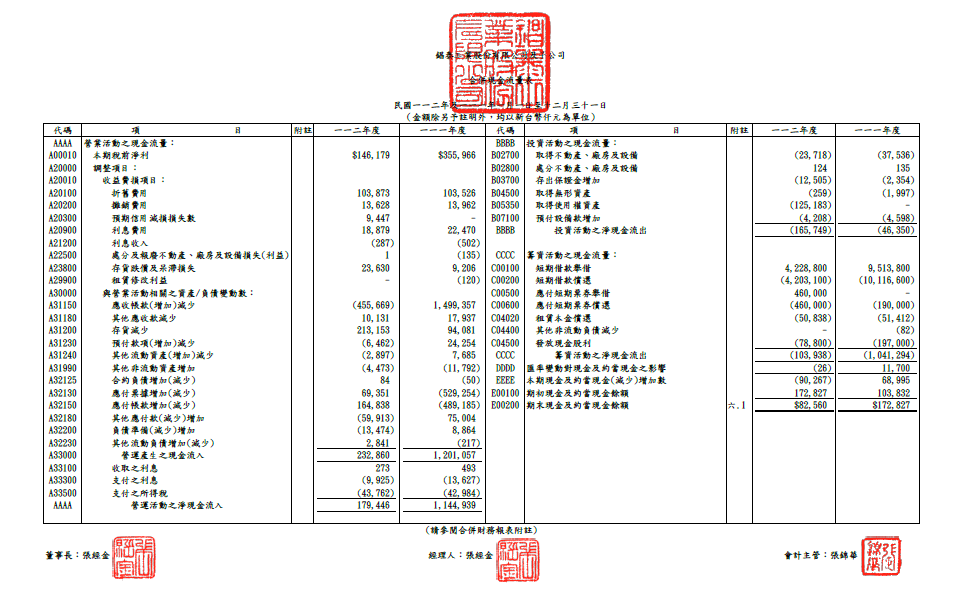 錩泰工業股份有限公司及子公司
合併現金流量表
民國一一二年及一一一年一月一日至十二月三十一日
(金額除另予註明外，均以新台幣仟元為單位)
代碼 項 目 附註 一一二年度 一一一年度 代碼 項 目 附註 一一二年度 一一一年度
AAAA 營業活動之現金流量： BBBB 投資活動之現金流量：
A00010 本期稅前淨利 $146,179 $355,966 B02700 取得不動產、廠房及設備 (23,718) (37,536)
A20000 調整項目： B02800 處分不動產、廠房及設備 124 135
A20010 收益費損項目： B03700 存出保證金增加 (12,505) (2,354)
A20100 折舊費用 103,873 103,526 B04500 取得無形資產 (259) (1,997)
A20200 攤銷費用 13,628 13,962 B05350 取得使用權資產 (125,183) -
A20300 預期信用減損損失數 9,447 - B07100 預付設備款增加 (4,208) (4,598)
A20900 利息費用 18,879 22,470 BBBB 投資活動之淨現金流出 (165,749) (46,350)
A21200 利息收入 (287) (502)
A22500 處分及報廢不動產、廠房及設備損失(利益) 1 (135) CCCC 籌資活動之現金流量：
A23800 存貨跌價及呆滯損失 23,630 9,206 C00100 短期借款舉借 4,228,800 9,513,800
A29900 租賃修改利益 - (120) C00200 短期借款償還 (4,203,100) (10,116,600)
A30000 與營業活動相關之資產/負債變動數： C00500 應付短期票券舉借 460,000 -
A31150 應收帳款(增加)減少 (455,669) 1,499,357 C00600 應付短期票券償還 (460,000) (190,000)
A31180 其他應收款減少 10,131 17,937 C04020 租賃本金償還 (50,838) (51,412)
A31200 存貨減少 213,153 94,081 C04400 其他非流動負債減少 - (82)
A31230 預付款項(增加)減少 (6,462) 24,254 C04500 發放現金股利 (78,800) (197,000)
A31240 其他流動資產(增加)減少 (2,897) 7,685 CCCC 籌資活動之淨現金流出 (103,938) (1,041,294)
A31990 其他非流動資產增加 (4,473) (11,792) DDDD 匯率變動對現金及約當現金之影響 (26) 11,700
A32125 合約負債增加(減少) 84 (50) EEEE 本期現金及約當現金(減少)增加數 (90,267) 68,995
A32130 應付票據增加(減少) 69,351 (529,254) E00100 期初現金及約當現金餘額 172,827 103,832
A32150 應付帳款增加(減少) 164,838 (489,185) E00200 期末現金及約當現金餘額 六.1 $82,560 $172,827
A32180 其他應付款(減少)增加 (59,913) 75,004
A32200 負債準備(減少)增加 (13,474) 8,864
A32230 其他流動負債增加(減少) 2,841 (217)
A33000 營運產生之現金流入 232,860 1,201,057
A33100 收取之利息 273 493
A33300 支付之利息 (9,925) (13,627)
A33500 支付之所得稅 (43,762) (42,984)
AAAA 營運活動之淨現金流入 179,446 1,144,939
(請參閱合併財務報表附註)
董事長：張經金 經理人：張經金 會計主管：張錦華